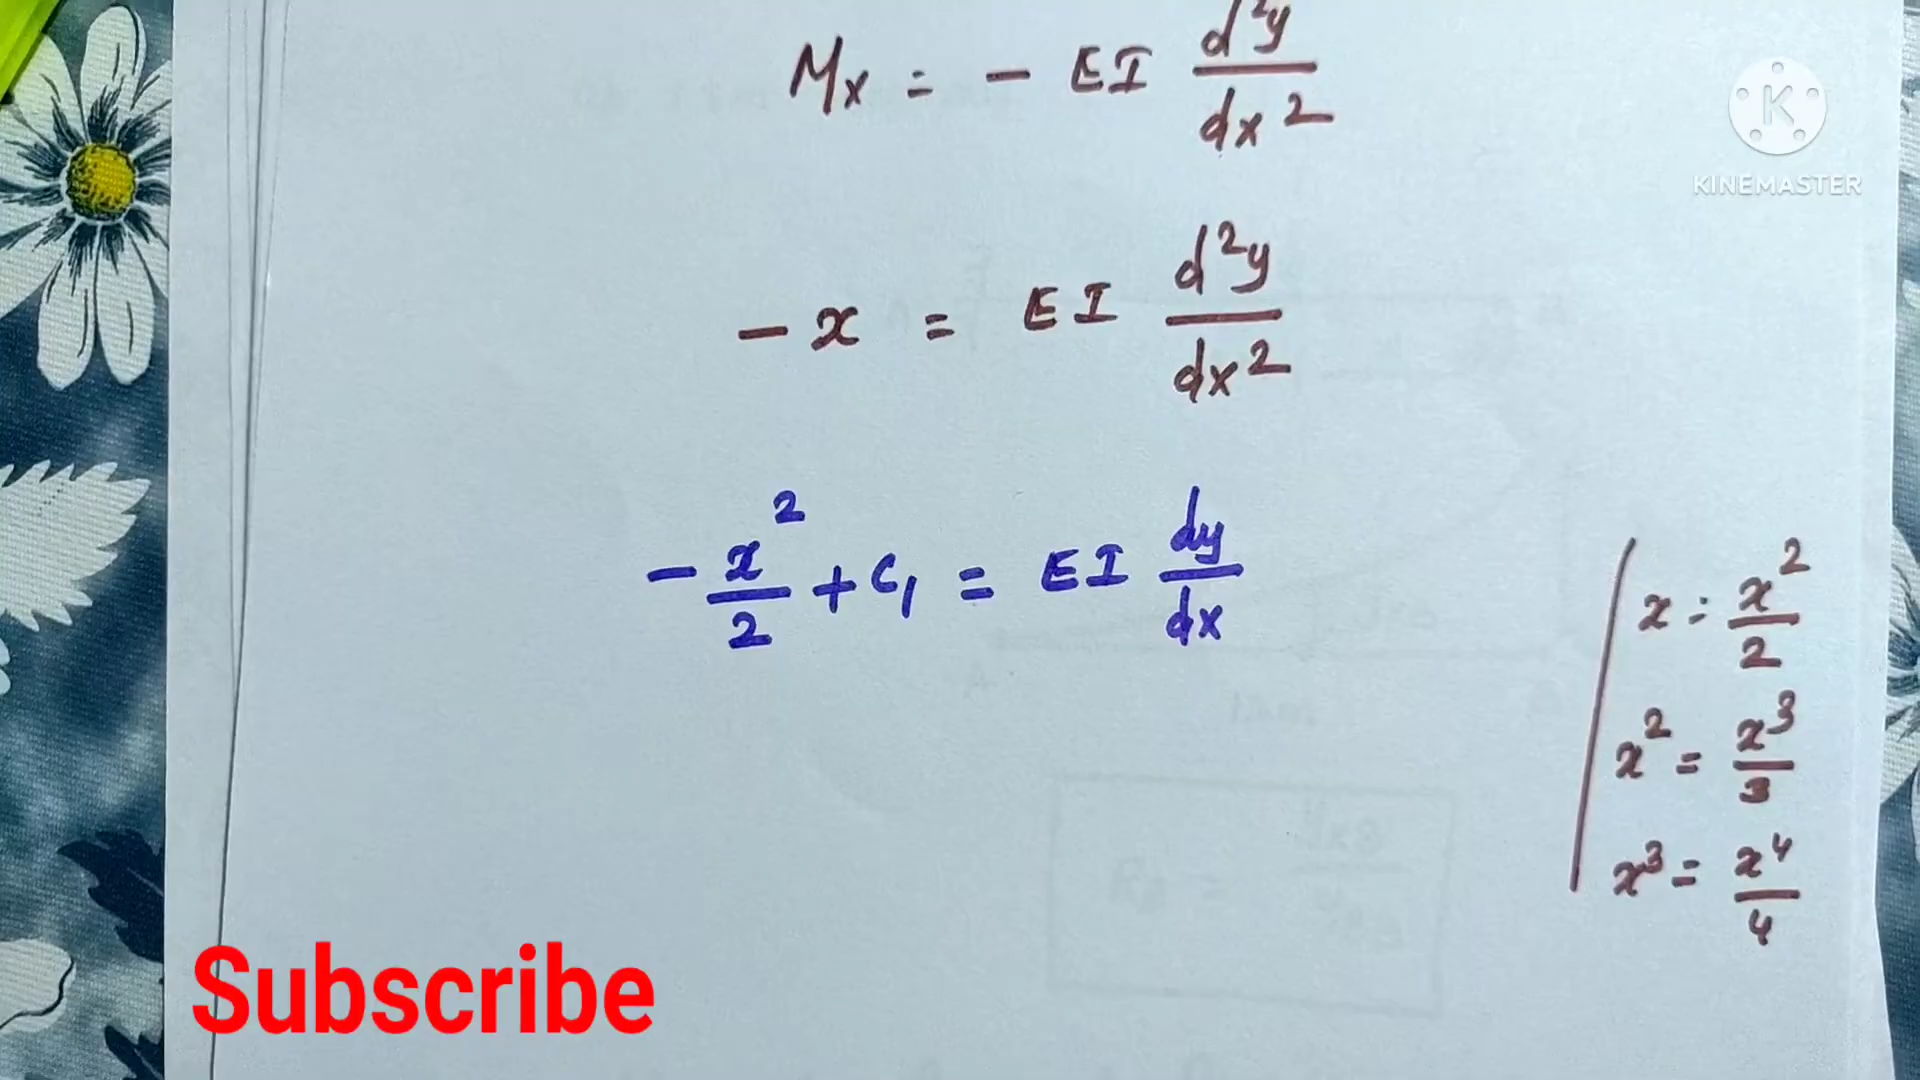 Mx = - EI d²y/dx²
K
KINEMASTER
- x = EI d²y/dx²
- x²/2 + C₁ = EI dy/dx
x = x²/2
x² = x³/3
x³ = x⁴/4
Subscribe